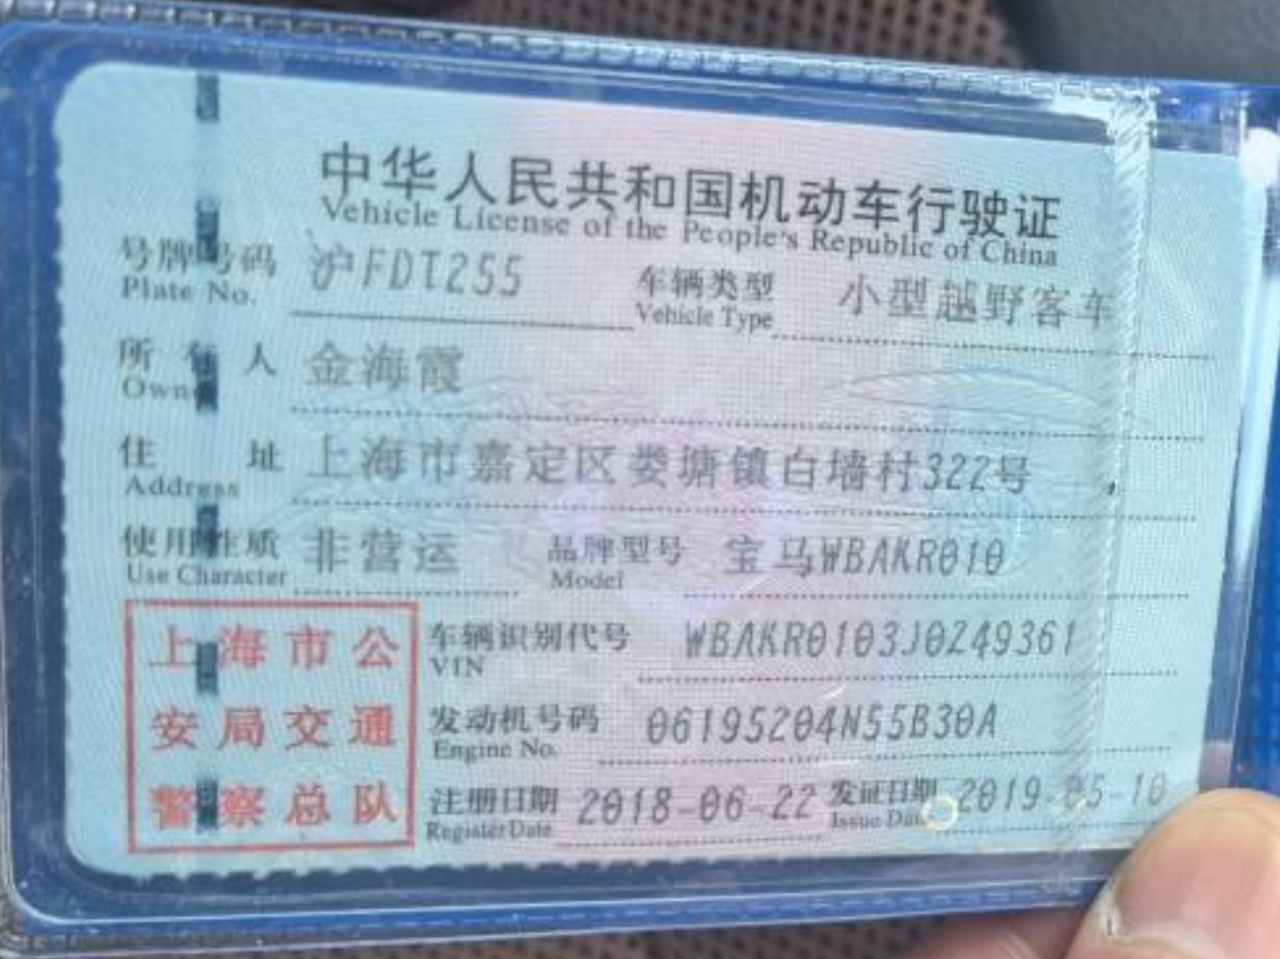 中华人民共和国机动车行驶证
Vehicle License of the People's Republic of China
号牌号码 沪FDT255 车辆类型 小型越野客车
Plate No. Vehicle Type
所有人 金海霞
Owner
住址 上海市嘉定区娄塘镇白墙村322号
Address
使用性质 非营运 品牌型号 宝马WBAKR010
Use Character Model
上海市公 车辆识别代号 WBAKR0103J0Z49361
VIN
安局交通 发动机号码 06195204N55B30A
Engine No.
警察总队 注册日期 2018-06-22 发证日期 2019-05-10
Register Date Issue Date